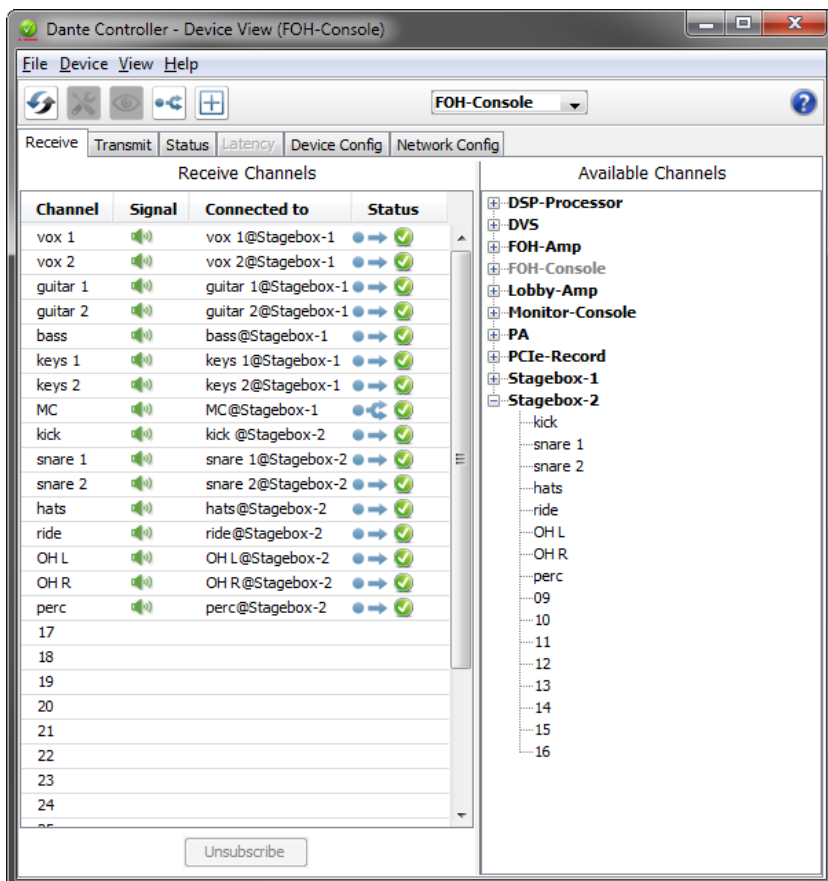 Dante Controller - Device View (FOH-Console)
File Device View Help
FOH-Console
Receive Transmit Status Latency Device Config Network Config
Receive Channels
Channel Signal Connected to Status
vox 1 vox 1@Stagebox-1
vox 2 vox 2@Stagebox-1
guitar 1 guitar 1@Stagebox-1
guitar 2 guitar 2@Stagebox-1
bass bass@Stagebox-1
keys 1 keys 1@Stagebox-1
keys 2 keys 2@Stagebox-1
MC MC@Stagebox-1
kick kick @Stagebox-2
snare 1 snare 1@Stagebox-2
snare 2 snare 2@Stagebox-2
hats hats@Stagebox-2
ride ride@Stagebox-2
OH L OH L@Stagebox-2
OH R OH R@Stagebox-2
perc perc@Stagebox-2
17
18
19
20
21
22
23
24
Unsubscribe
Available Channels
DSP-Processor
DVS
FOH-Amp
FOH-Console
Lobby-Amp
Monitor-Console
PA
PCIe-Record
Stagebox-1
Stagebox-2
kick
snare 1
snare 2
hats
ride
OH L
OH R
perc
09
10
11
12
13
14
15
16